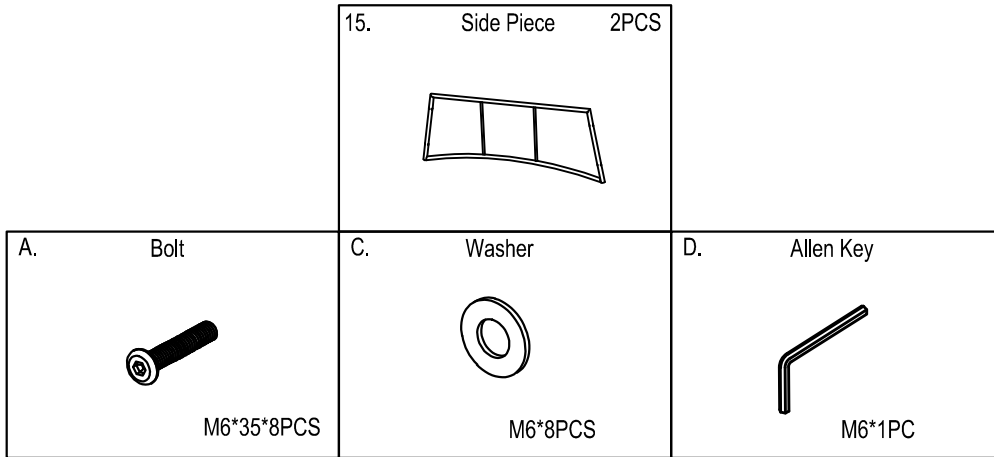 15. Side Piece 2PCS
A. Bolt
M6*35*8PCS
C. Washer
M6*8PCS
D. Allen Key
M6*1PC